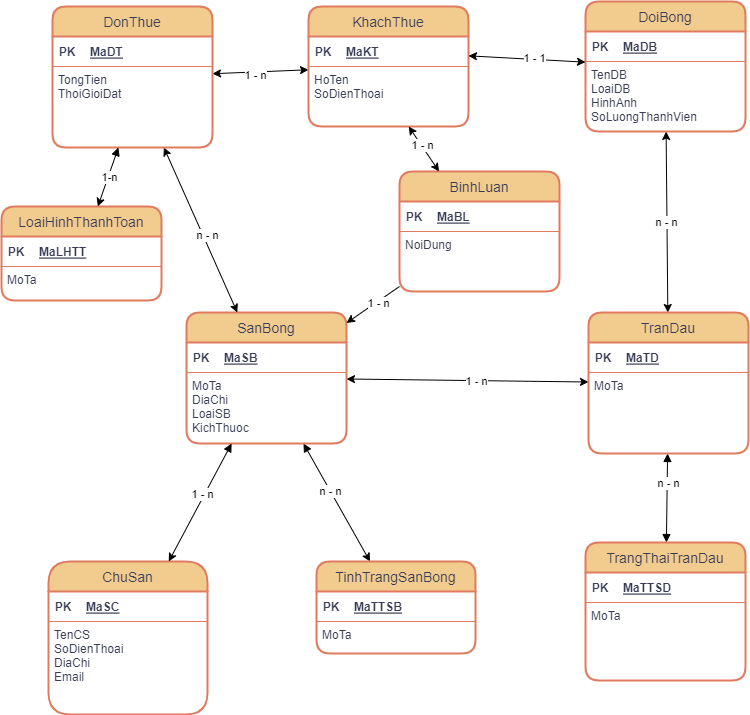 DonThue
PK MaDT
TongTien
ThoiGioiDat
KhachThue
PK MaKT
HoTen
SoDienThoai
DoiBong
PK MaDB
TenDB
LoaiDB
HinhAnh
SoLuongThanhVien
1 - n
1 - 1
1-n
1 - n
LoaiHinhThanhToan
PK MaLHTT
MoTa
BinhLuan
PK MaBL
NoiDung
n - n
n - n
1 - n
SanBong
PK MaSB
MoTa
DiaChi
LoaiSB
KichThuoc
TranDau
PK MaTD
MoTa
1 - n
1 - n
n - n
n - n
ChuSan
PK MaSC
TenCS
SoDienThoai
DiaChi
Email
TinhTrangSanBong
PK MaTTSB
MoTa
TrangThaiTranDau
PK MaTTSD
MoTa